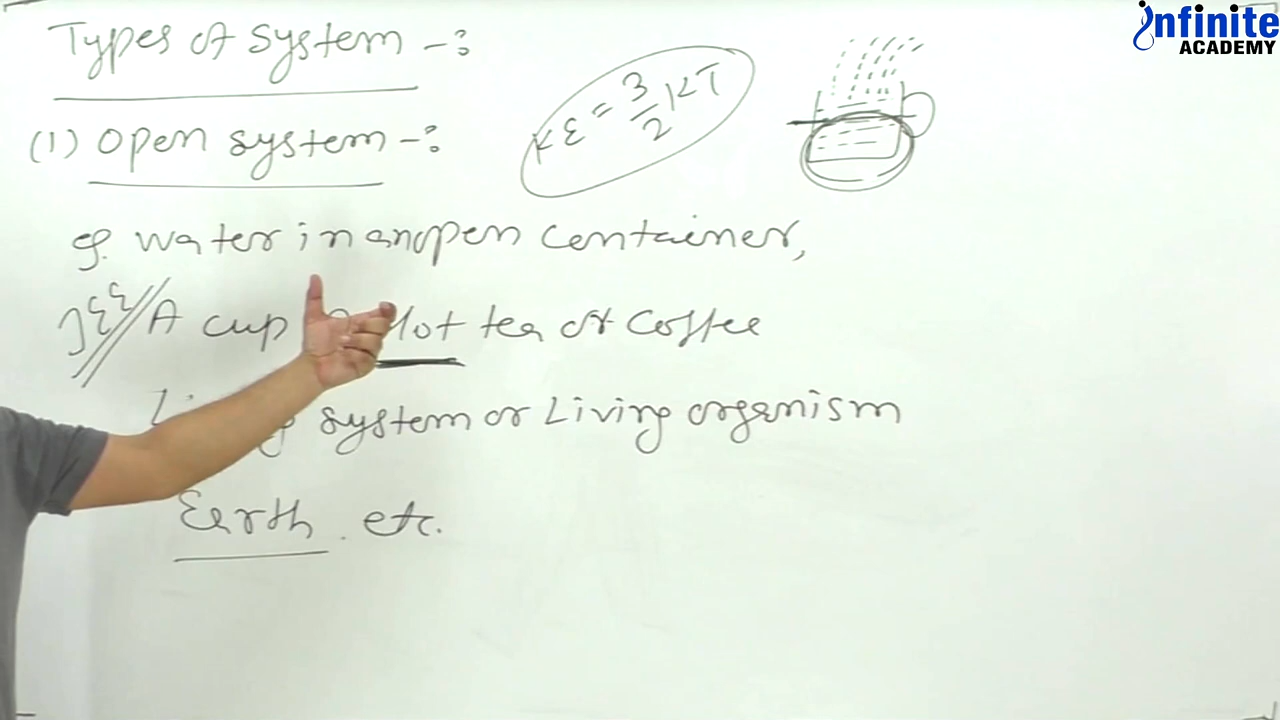 Types of System -:
Infinite
ACADEMY
KE = 3/2 KT
(1) Open system -:
eg. water in an open container,
JEE // A cup Hot tea or Coffee
system or Living organism
Earth. etc.